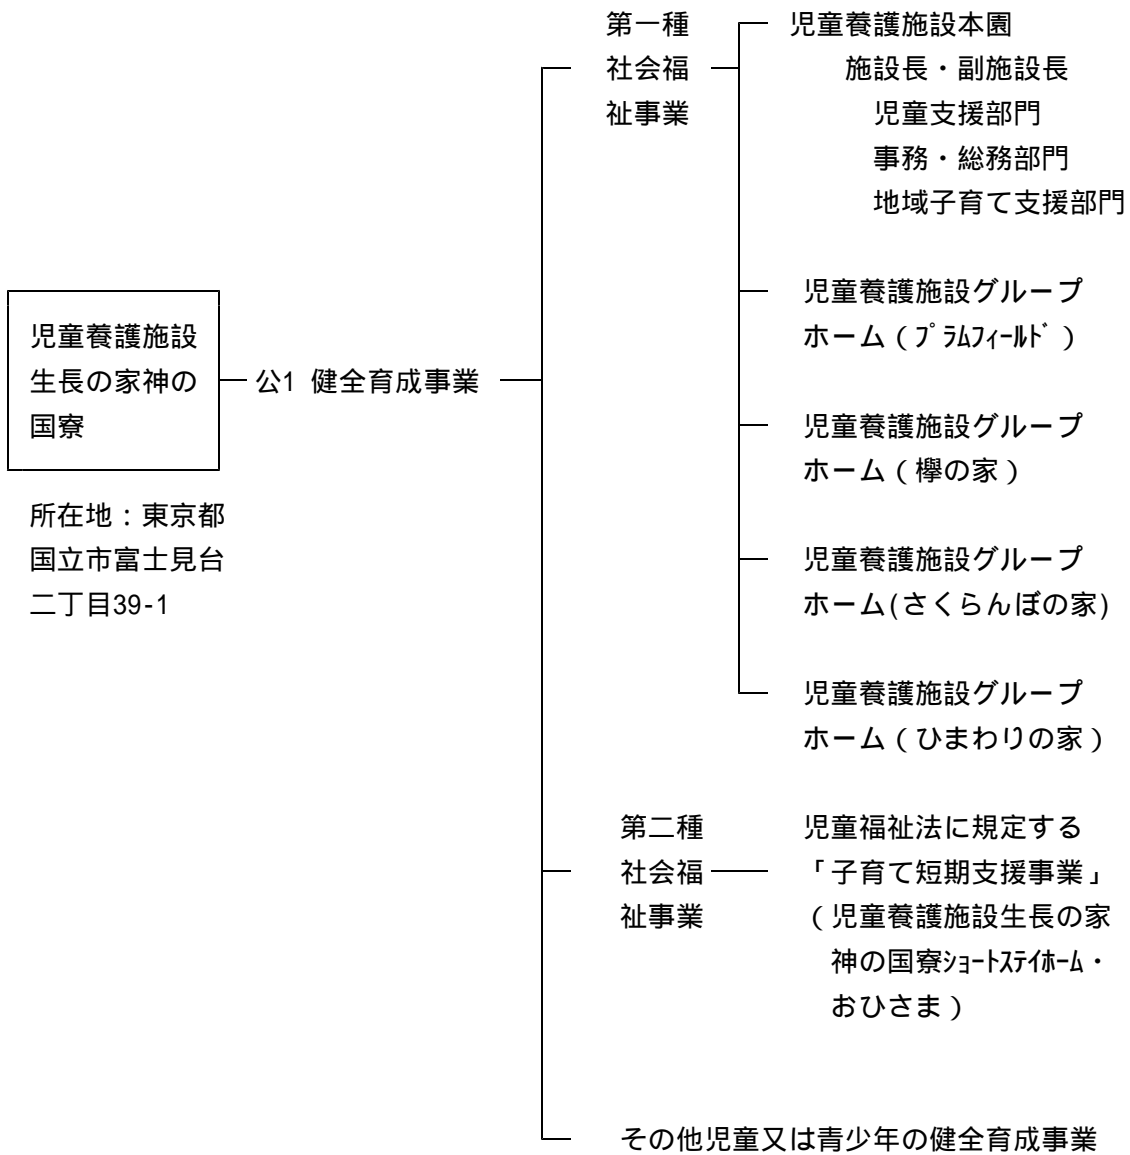 児童養護施設
生長の家神の
国寮
所在地：東京都
国立市富士見台
二丁目39-1
公1 健全育成事業
第一種
社会福
祉事業
児童養護施設本園
施設長・副施設長
児童支援部門
事務・総務部門
地域子育て支援部門
児童養護施設グループ
ホーム（ﾌﾟﾗﾑﾌｨｰﾙﾄﾞ）
児童養護施設グループ
ホーム（欅の家）
児童養護施設グループ
ホーム(さくらんぼの家)
児童養護施設グループ
ホーム（ひまわりの家）
第二種
社会福
祉事業
児童福祉法に規定する
「子育て短期支援事業」
（児童養護施設生長の家
神の国寮ｼｮｰﾄｽﾃｲﾎｰﾑ・
おひさま）
その他児童又は青少年の健全育成事業